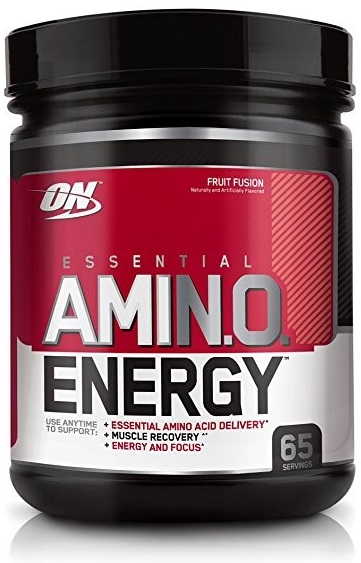 FRUIT FUSION
Naturally and Artificially Flavored
ON
ESSENTIAL
AMIN.O.
ENERGY™
USE ANYTIME
TO SUPPORT:
+ ESSENTIAL AMINO ACID DELIVERY^
+ MUSCLE RECOVERY ^*
+ ENERGY AND FOCUS^
65
SERVINGS